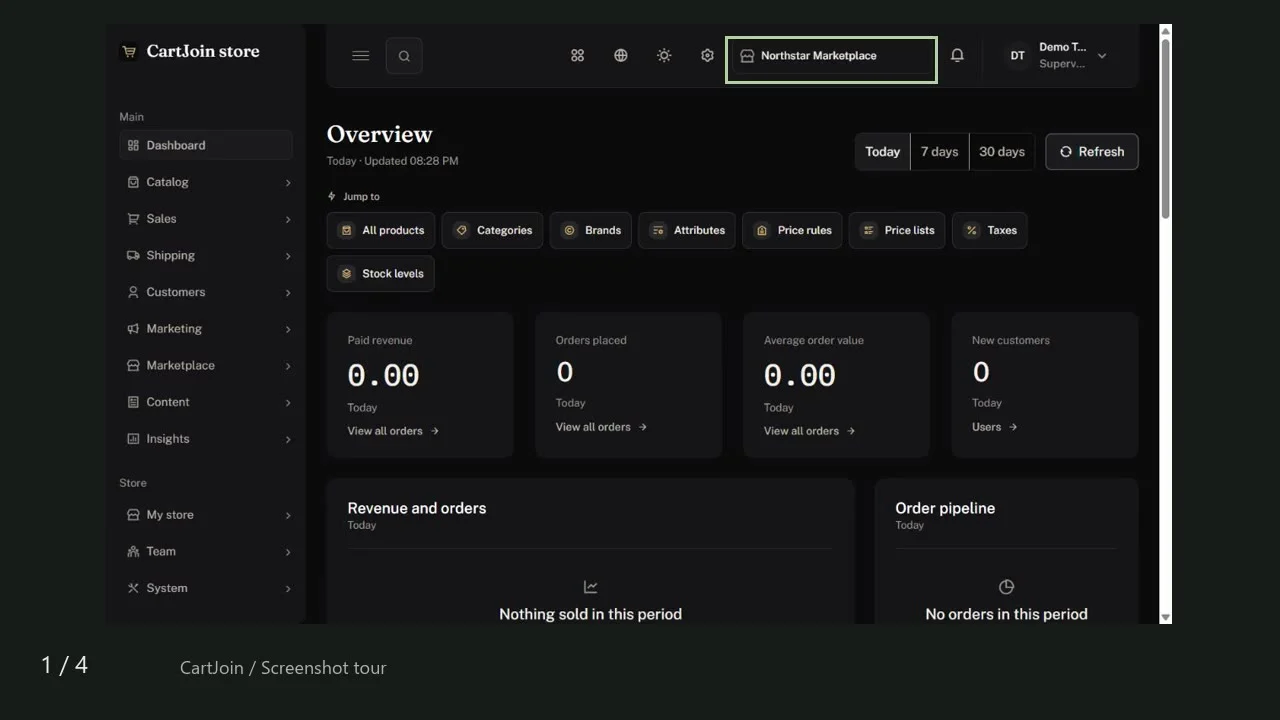 CartJoin store
Northstar Marketplace
DT
Demo T...
Superv...
Main
Dashboard
Catalog
Sales
Shipping
Customers
Marketing
Marketplace
Content
Insights
Store
My store
Team
System
Overview
Today · Updated 08:28 PM
Today
7 days
30 days
Refresh
Jump to
All products
Categories
Brands
Attributes
Price rules
Price lists
Taxes
Stock levels
Paid revenue
0.00
Today
View all orders →
Orders placed
0
Today
View all orders →
Average order value
0.00
Today
View all orders →
New customers
0
Today
Users →
Revenue and orders
Today
Nothing sold in this period
Order pipeline
Today
No orders in this period
1 / 4
CartJoin / Screenshot tour